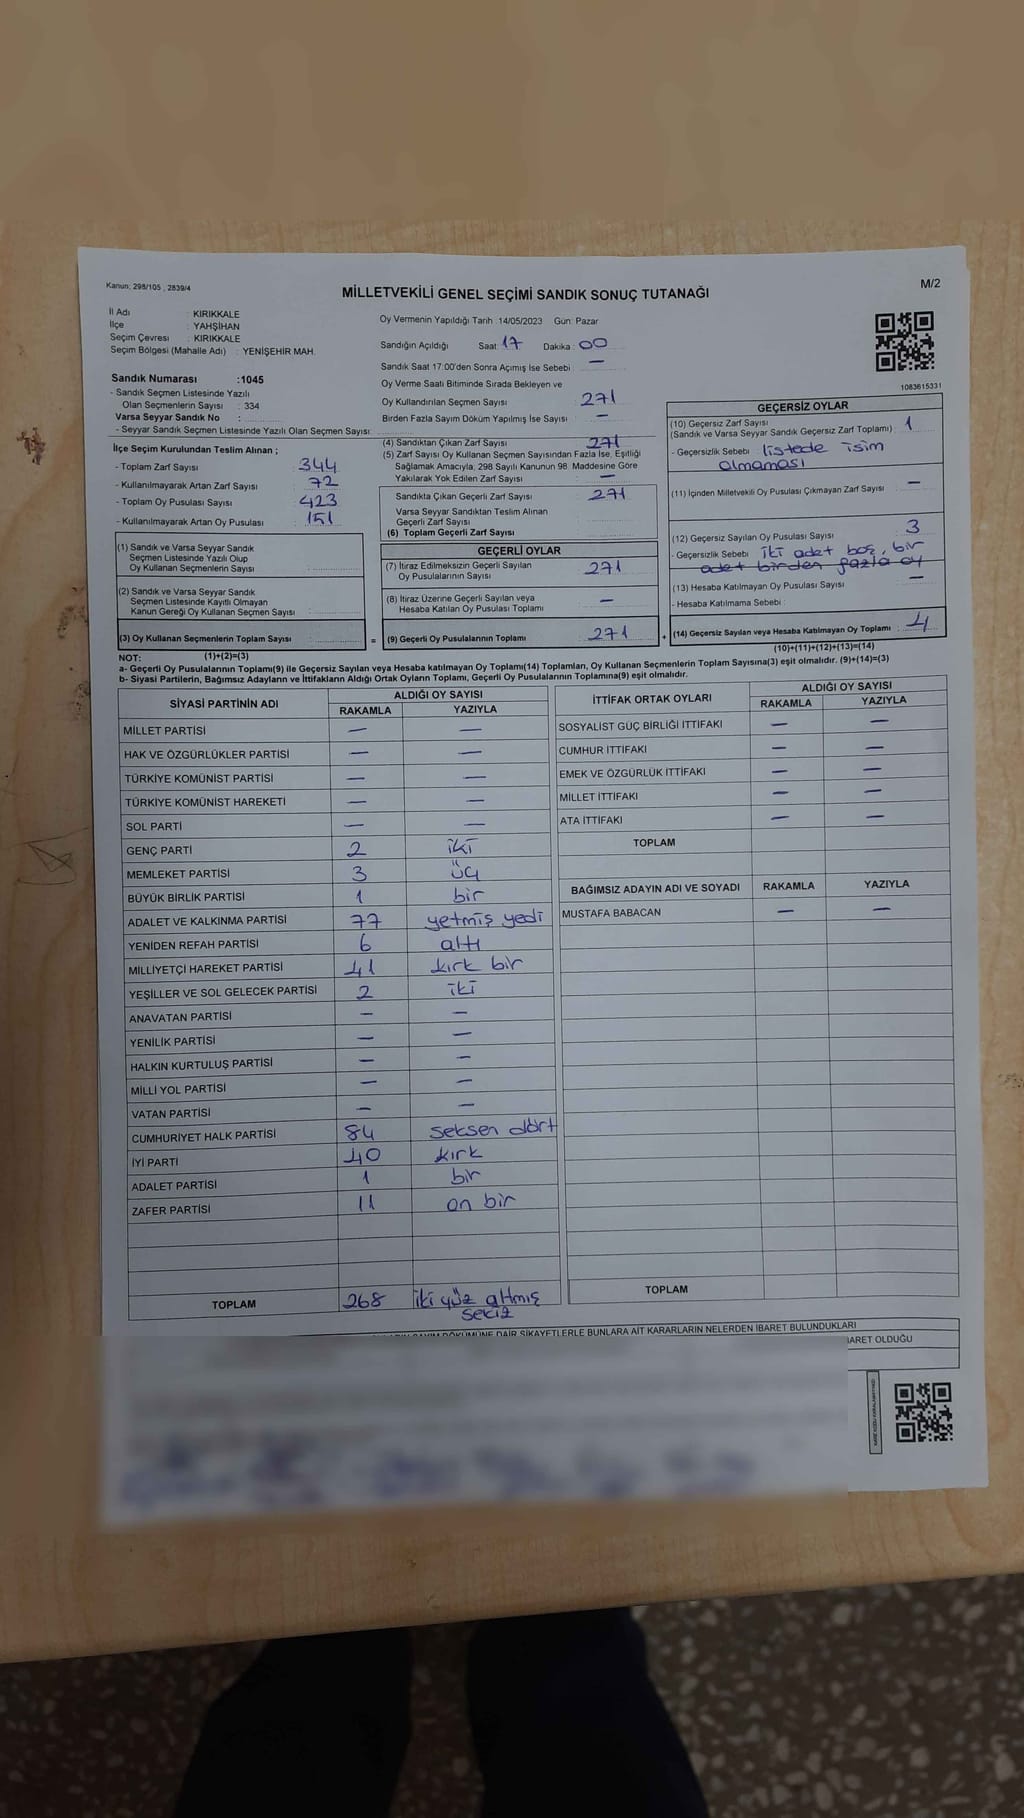 Kanun; 298/105 , 2839/4
M/2
MİLLETVEKİLİ GENEL SEÇİMİ SANDIK SONUÇ TUTANAĞI
İl Adı : KIRIKKALE
İlçe : YAHŞİHAN
Seçim Çevresi : KIRIKKALE
Seçim Bölgesi (Mahalle Adı) : YENİŞEHİR MAH.
Sandık Numarası :1045
- Sandık Seçmen Listesinde Yazılı
Olan Seçmenlerin Sayısı : 334
Varsa Seyyar Sandık No :
- Seyyar Sandık Seçmen Listesinde Yazılı Olan Seçmen Sayısı:
Oy Vermenin Yapıldığı Tarih :14/05/2023 Gün: Pazar
Sandığın Açıldığı Saat: 17 Dakika: 00
Sandık Saat 17:00'den Sonra Açılmış İse Sebebi : —
Oy Verme Saati Bitiminde Sırada Bekleyen ve
Oy Kullandırılan Seçmen Sayısı 271
Birden Fazla Sayım Döküm Yapılmış İse Sayısı —
1083615331
İlçe Seçim Kurulundan Teslim Alınan ;
- Toplam Zarf Sayısı : 344
- Kullanılmayarak Artan Zarf Sayısı : 72
- Toplam Oy Pusulası Sayısı : 423
- Kullanılmayarak Artan Oy Pusulası : 151
(4) Sandıktan Çıkan Zarf Sayısı 271
(5) Zarf Sayısı Oy Kullanan Seçmen Sayısından Fazla İse, Eşitliği
Sağlamak Amacıyla, 298 Sayılı Kanunun 98. Maddesine Göre
Yakılarak Yok Edilen Zarf Sayısı : —
Sandıkta Çıkan Geçerli Zarf Sayısı : 271
Varsa Seyyar Sandıktan Teslim Alınan
Geçerli Zarf Sayısı
(6) Toplam Geçerli Zarf Sayısı
GEÇERSİZ OYLAR
(10) Geçersiz Zarf Sayısı
(Sandık ve Varsa Seyyar Sandık Geçersiz Zarf Toplamı) : 1
- Geçersizlik Sebebi : listede isim
olmaması
(11) İçinden Milletvekili Oy Pusulası Çıkmayan Zarf Sayısı : —
(12) Geçersiz Sayılan Oy Pusulası Sayısı : 3
- Geçersizlik Sebebi : iki adet boş, bir
adet birden fazla oy
(13) Hesaba Katılmayan Oy Pusulası Sayısı : —
- Hesaba Katılmama Sebebi :
(14) Geçersiz Sayılan veya Hesaba Katılmayan Oy Toplamı : 4
(10)+(11)+(12)+(13)=(14)
(1) Sandık ve Varsa Seyyar Sandık
Seçmen Listesinde Yazılı Olup
Oy Kullanan Seçmenlerin Sayısı :
(2) Sandık ve Varsa Seyyar Sandık
Seçmen Listesinde Kayıtlı Olmayan
Kanun Gereği Oy Kullanan Seçmen Sayısı :
(3) Oy Kullanan Seçmenlerin Toplam Sayısı
(1)+(2)=(3)
GEÇERLİ OYLAR
(7) İtiraz Edilmeksizin Geçerli Sayılan
Oy Pusulalarının Sayısı : 271
(8) İtiraz Üzerine Geçerli Sayılan veya
Hesaba Katılan Oy Pusulası Toplamı : —
= (9) Geçerli Oy Pusulalarının Toplamı : 271 +
NOT:
a- Geçerli Oy Pusulalarının Toplamı(9) ile Geçersiz Sayılan veya Hesaba katılmayan Oy Toplamı(14) Toplamları, Oy Kullanan Seçmenlerin Toplam Sayısına(3) eşit olmalıdır. (9)+(14)=(3)
b- Siyasi Partilerin, Bağımsız Adayların ve İttifakların Aldığı Ortak Oyların Toplamı, Geçerli Oy Pusulalarının Toplamına(9) eşit olmalıdır.
SİYASİ PARTİNİN ADI ALDIĞI OY SAYISI
RAKAMLA YAZIYLA
MİLLET PARTİSİ — —
HAK VE ÖZGÜRLÜKLER PARTİSİ — —
TÜRKİYE KOMÜNİST PARTİSİ — —
TÜRKİYE KOMÜNİST HAREKETİ — —
SOL PARTİ — —
GENÇ PARTİ 2 iki
MEMLEKET PARTİSİ 3 üç
BÜYÜK BİRLİK PARTİSİ 1 bir
ADALET VE KALKINMA PARTİSİ 77 yetmiş yedi
YENİDEN REFAH PARTİSİ 6 altı
MİLLİYETÇİ HAREKET PARTİSİ 41 kırk bir
YEŞİLLER VE SOL GELECEK PARTİSİ 2 iki
ANAVATAN PARTİSİ — —
YENİLİK PARTİSİ — —
HALKIN KURTULUŞ PARTİSİ — —
MİLLİ YOL PARTİSİ — —
VATAN PARTİSİ — —
CUMHURİYET HALK PARTİSİ 84 seksen dört
İYİ PARTİ 40 kırk
ADALET PARTİSİ 1 bir
ZAFER PARTİSİ 11 on bir
TOPLAM 268 iki yüz altmış
sekiz
İTTİFAK ORTAK OYLARI ALDIĞI OY SAYISI
RAKAMLA YAZIYLA
SOSYALİST GÜÇ BİRLİĞİ İTTİFAKI — —
CUMHUR İTTİFAKI — —
EMEK VE ÖZGÜRLÜK İTTİFAKI — —
MİLLET İTTİFAKI — —
ATA İTTİFAKI — —
TOPLAM
BAĞIMSIZ ADAYIN ADI VE SOYADI RAKAMLA YAZIYLA
MUSTAFA BABACAN — —
TOPLAM
DÖKÜMÜNE DAİR ŞİKAYETLERLE BUNLARA AİT KARARLARIN NELERDEN İBARET BULUNDUKLARI
OLDUĞU